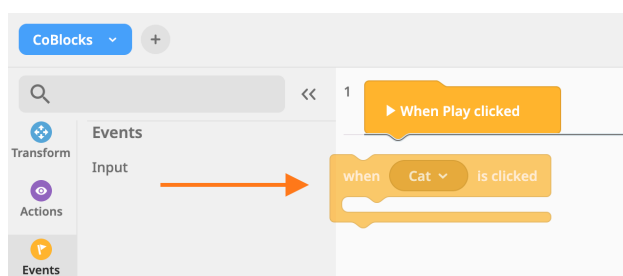 CoBlocks
+
1
When Play clicked
Events
Transform
Input
when Cat is clicked
Actions
Events